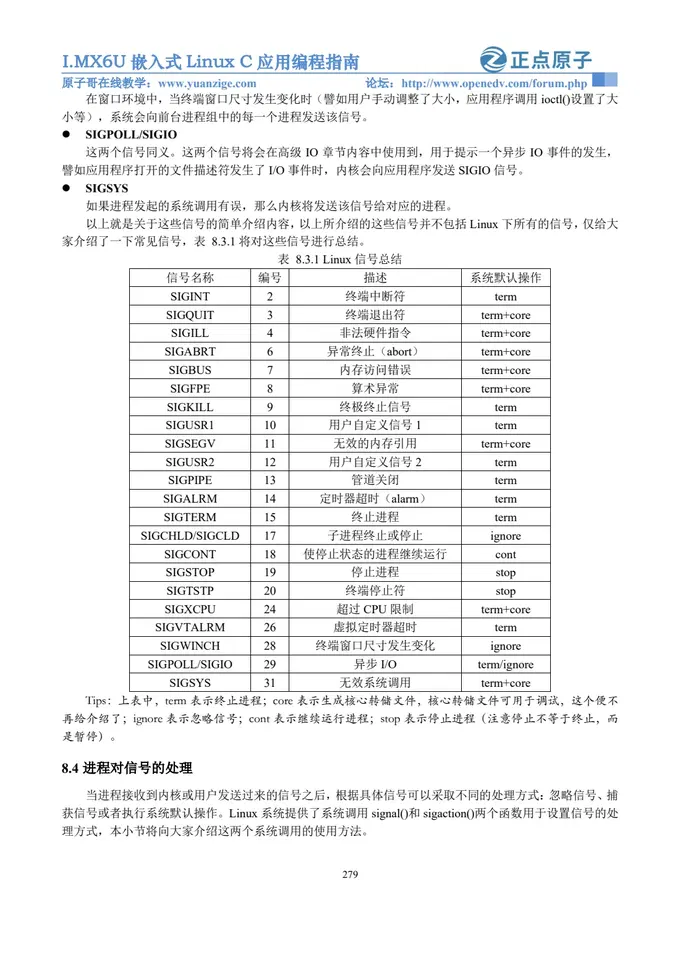 I.MX6U 嵌入式 Linux C 应用编程指南
正点原子
原子哥在线教学：www.yuanzige.com 论坛：http://www.openedv.com/forum.php
在窗口环境中，当终端窗口尺寸发生变化时（譬如用户手动调整了大小，应用程序调用 ioctl()设置了大
小等），系统会向前台进程组中的每一个进程发送该信号。
● SIGPOLL/SIGIO
这两个信号同义。这两个信号将会在高级 IO 章节内容中使用到，用于提示一个异步 IO 事件的发生，
譬如应用程序打开的文件描述符发生了 I/O 事件时，内核会向应用程序发送 SIGIO 信号。
● SIGSYS
如果进程发起的系统调用有误，那么内核将发送该信号给对应的进程。
以上就是关于这些信号的简单介绍内容，以上所介绍的这些信号并不包括 Linux 下所有的信号，仅给大
家介绍了一下常见信号，表 8.3.1 将对这些信号进行总结。
表 8.3.1 Linux 信号总结
信号名称 编号 描述 系统默认操作
SIGINT 2 终端中断符 term
SIGQUIT 3 终端退出符 term+core
SIGILL 4 非法硬件指令 term+core
SIGABRT 6 异常终止（abort） term+core
SIGBUS 7 内存访问错误 term+core
SIGFPE 8 算术异常 term+core
SIGKILL 9 终极终止信号 term
SIGUSR1 10 用户自定义信号 1 term
SIGSEGV 11 无效的内存引用 term+core
SIGUSR2 12 用户自定义信号 2 term
SIGPIPE 13 管道关闭 term
SIGALRM 14 定时器超时（alarm） term
SIGTERM 15 终止进程 term
SIGCHLD/SIGCLD 17 子进程终止或停止 ignore
SIGCONT 18 使停止状态的进程继续运行 cont
SIGSTOP 19 停止进程 stop
SIGTSTP 20 终端停止符 stop
SIGXCPU 24 超过 CPU 限制 term+core
SIGVTALRM 26 虚拟定时器超时 term
SIGWINCH 28 终端窗口尺寸发生变化 ignore
SIGPOLL/SIGIO 29 异步 I/O term/ignore
SIGSYS 31 无效系统调用 term+core
Tips：上表中，term 表示终止进程；core 表示生成核心转储文件，核心转储文件可用于调试，这个便不
再给介绍了；ignore 表示忽略信号；cont 表示继续运行进程；stop 表示停止进程（注意停止不等于终止，而
是暂停）。
8.4 进程对信号的处理
当进程接收到内核或用户发送过来的信号之后，根据具体信号可以采取不同的处理方式：忽略信号、捕
获信号或者执行系统默认操作。Linux 系统提供了系统调用 signal()和 sigaction()两个函数用于设置信号的处
理方式，本小节将向大家介绍这两个系统调用的使用方法。
279